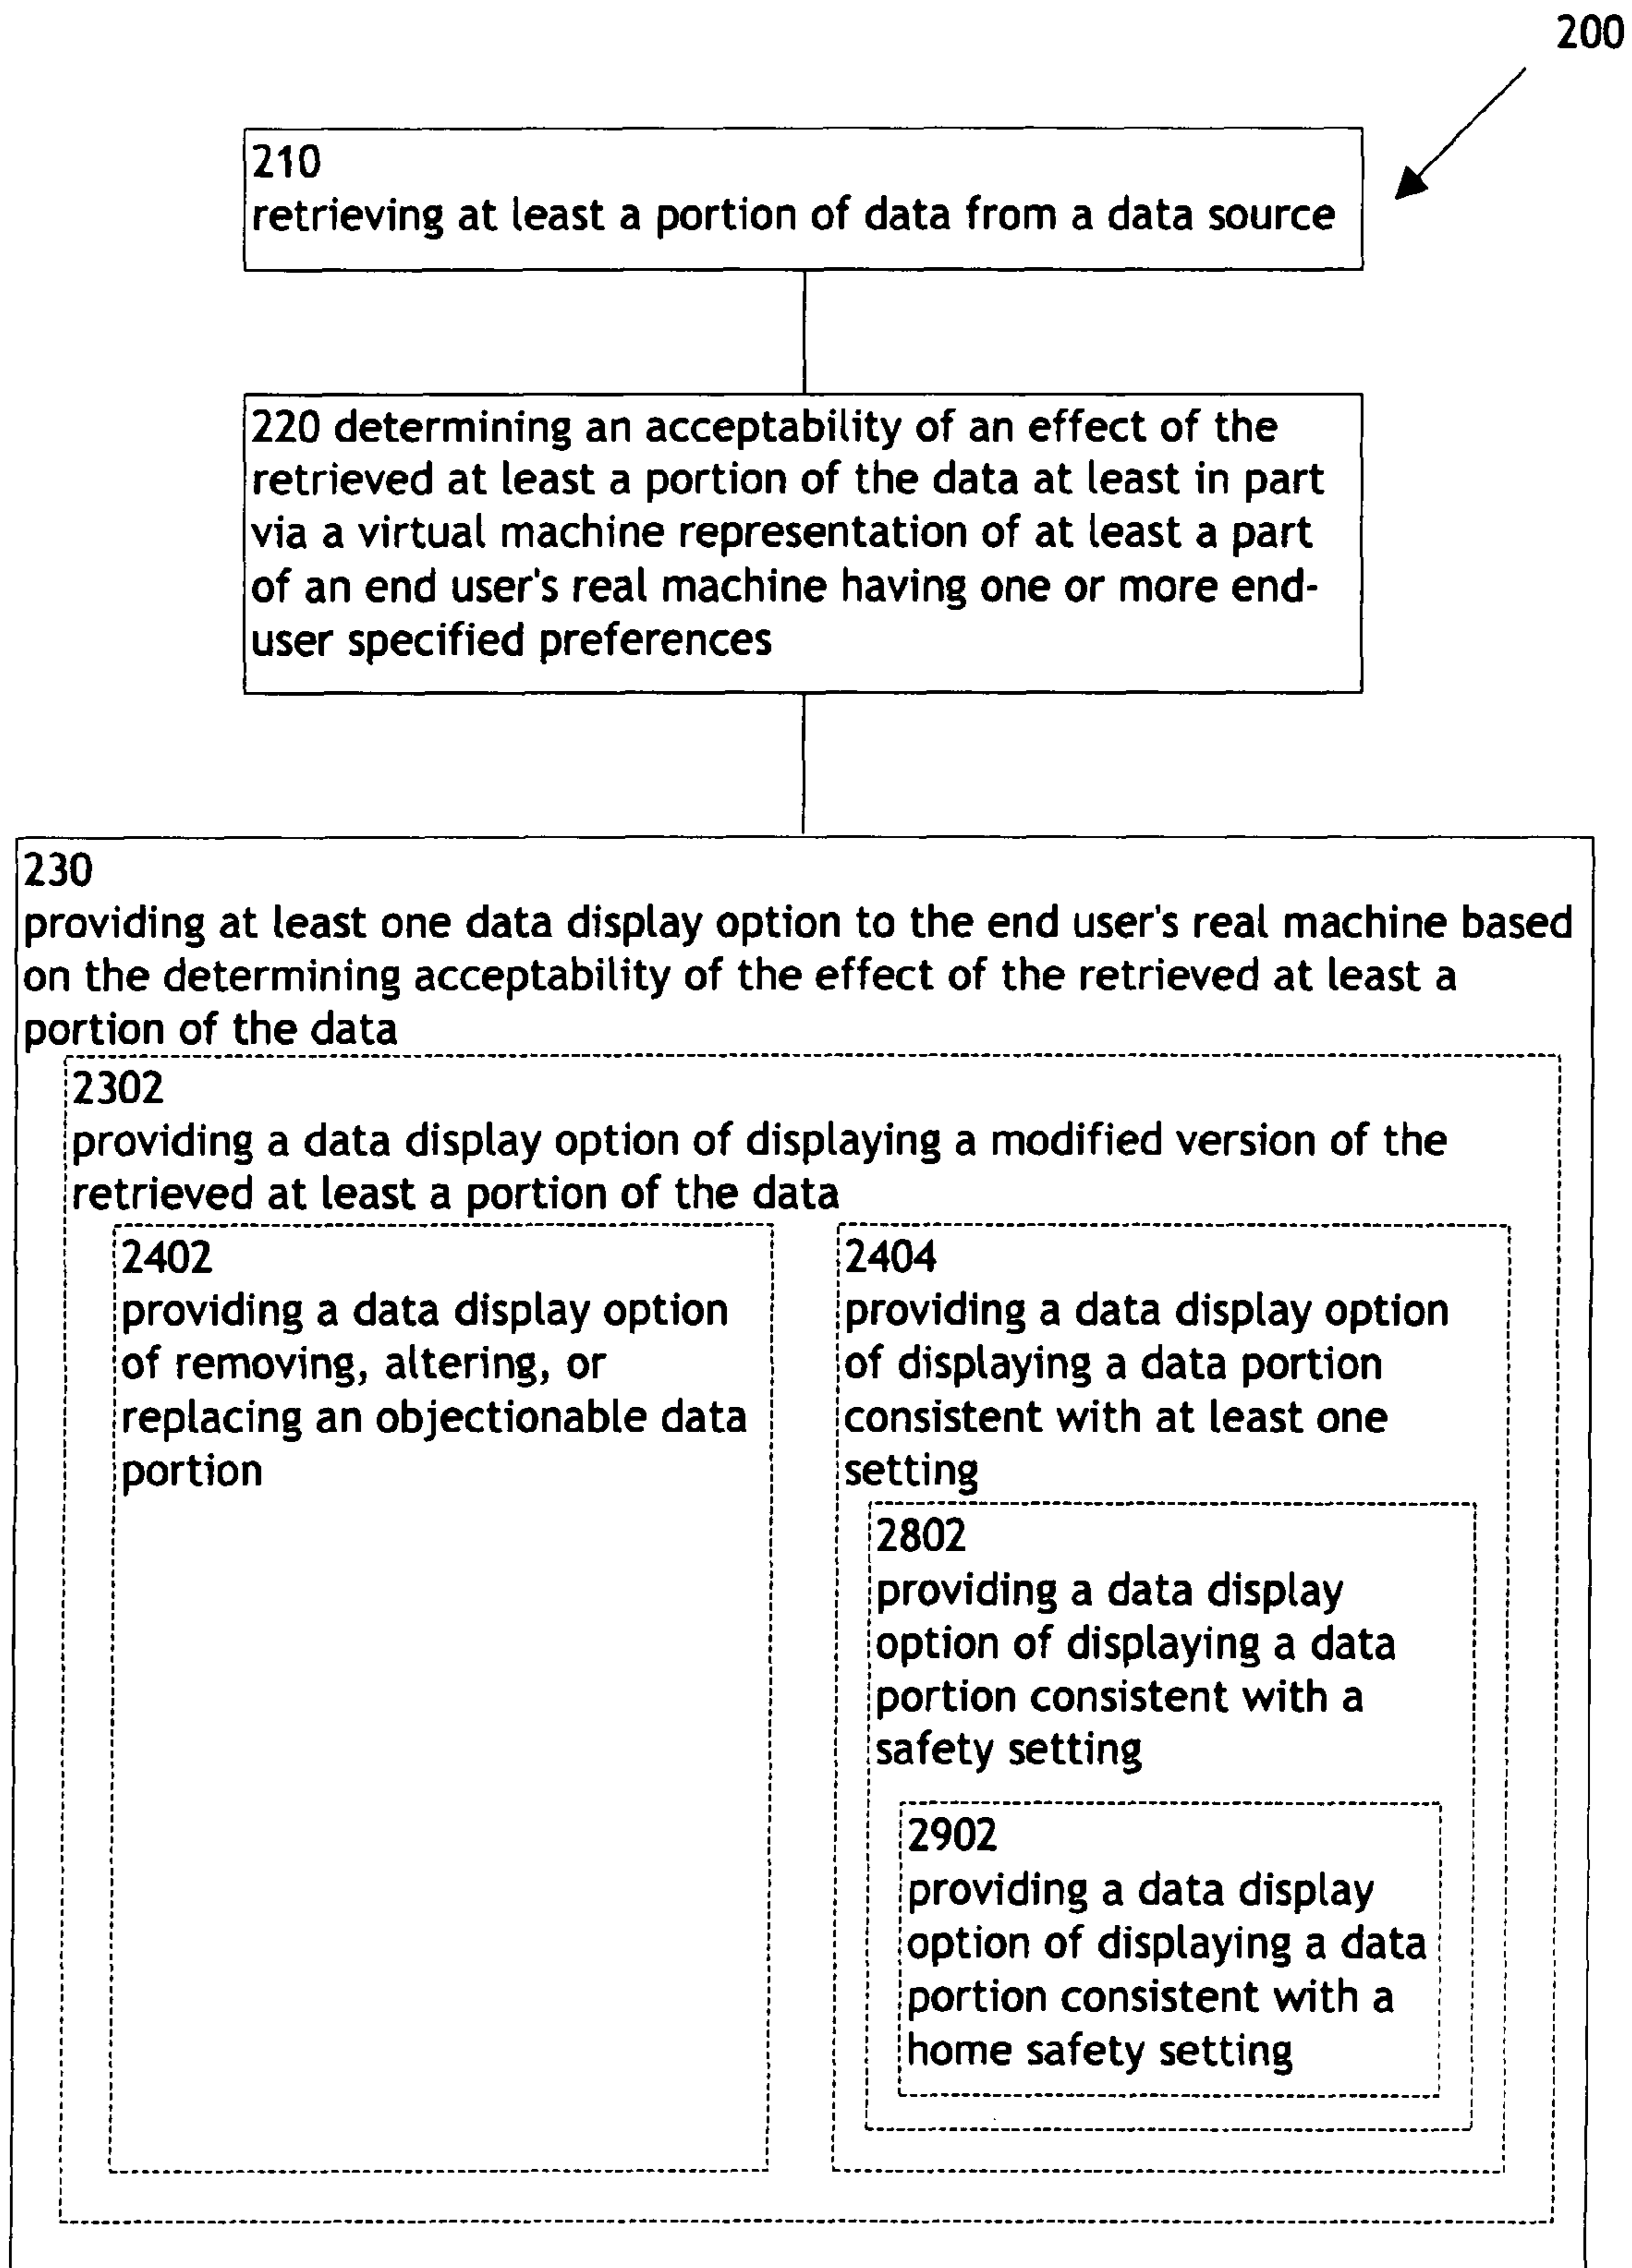 200
210
retrieving at least a portion of data from a data source
220 determining an acceptability of an effect of the
retrieved at least a portion of the data at least in part
via a virtual machine representation of at least a part
of an end user's real machine having one or more end-
user specified preferences
230
providing at least one data display option to the end user's real machine based
on the determining acceptability of the effect of the retrieved at least a
portion of the data
2302
providing a data display option of displaying a modified version of the
retrieved at least a portion of the data
2402
providing a data display option
of removing, altering, or
replacing an objectionable data
portion
2404
providing a data display option
of displaying a data portion
consistent with at least one
setting
2802
providing a data display
option of displaying a data
portion consistent with a
safety setting
2902
providing a data display
option of displaying a data
portion consistent with a
home safety setting